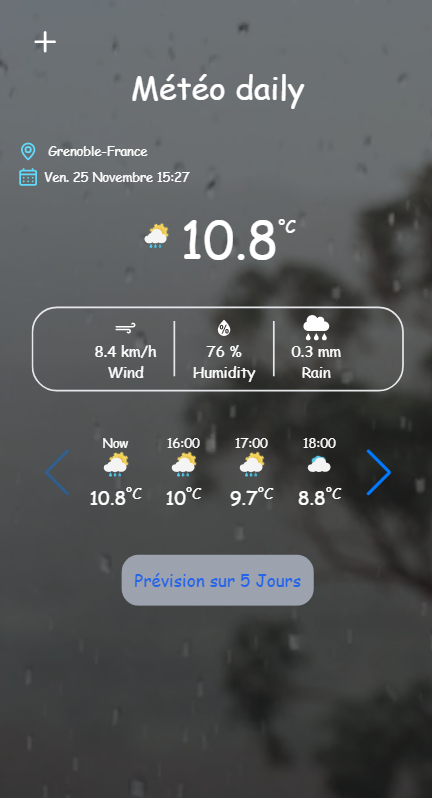 Météo daily
Grenoble-France
Ven. 25 Novembre 15:27
10.8°C
8.4 km/h 76 % 0.3 mm
Wind Humidity Rain
Now 16:00 17:00 18:00
10.8°C 10°C 9.7°C 8.8°C
Prévision sur 5 Jours